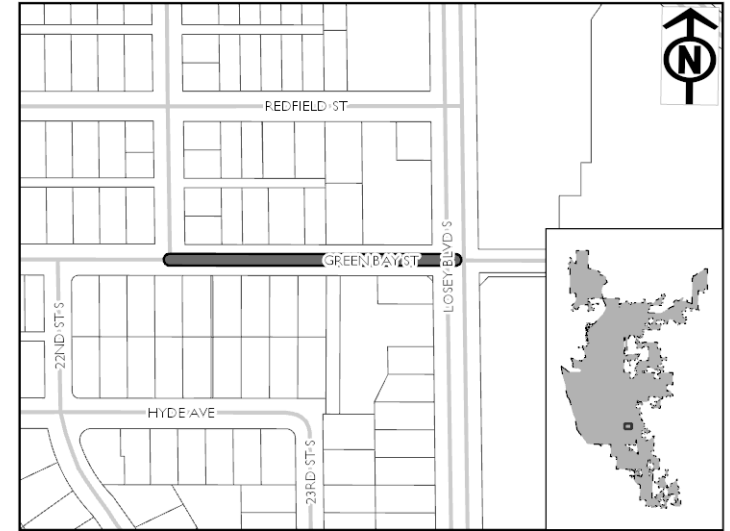 N
REDFIELD ST
GREEN BAY ST
LOSEY BLVD S
22ND ST S
HYDE AVE
23RD ST S